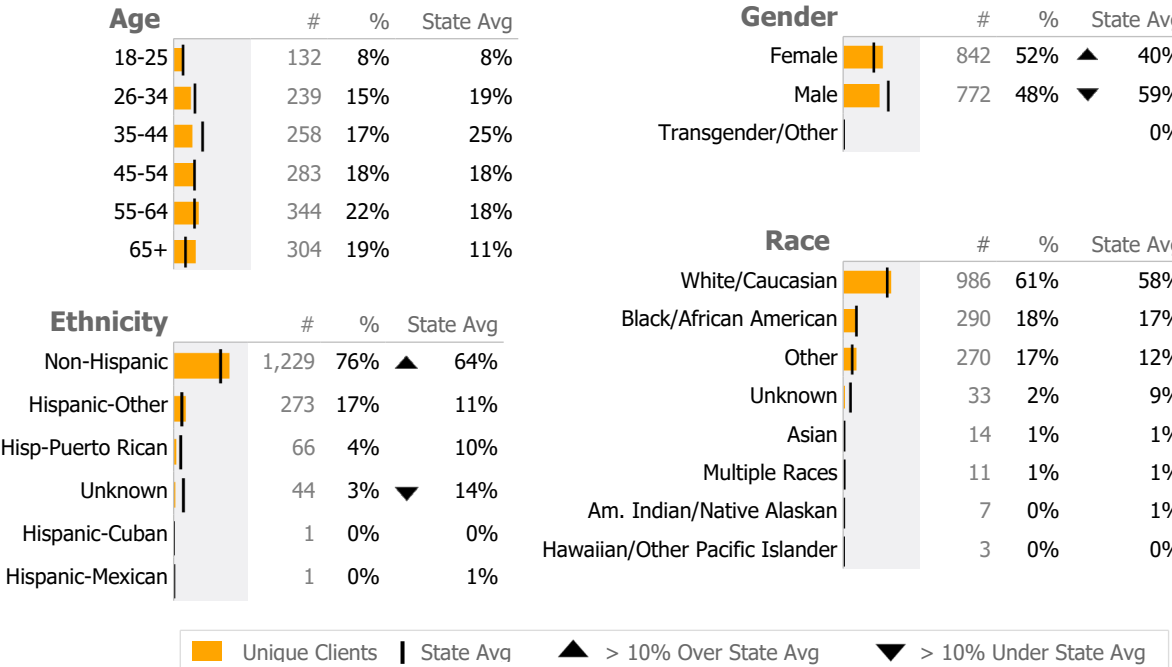 Age # % State Avg
18-25 132 8% 8%
26-34 239 15% 19%
35-44 258 17% 25%
45-54 283 18% 18%
55-64 344 22% 18%
65+ 304 19% 11%
Ethnicity # % State Avg
Non-Hispanic 1,229 76% ▲ 64%
Hispanic-Other 273 17% 11%
Hisp-Puerto Rican 66 4% 10%
Unknown 44 3% ▼ 14%
Hispanic-Cuban 1 0% 0%
Hispanic-Mexican 1 0% 1%
Gender # % State Avg
Female 842 52% ▲ 40%
Male 772 48% ▼ 59%
Transgender/Other 0%
Race # % State Avg
White/Caucasian 986 61% 58%
Black/African American 290 18% 17%
Other 270 17% 12%
Unknown 33 2% 9%
Asian 14 1% 1%
Multiple Races 11 1% 1%
Am. Indian/Native Alaskan 7 0% 1%
Hawaiian/Other Pacific Islander 3 0% 0%
Unique Clients State Avg ▲ > 10% Over State Avg ▼ > 10% Under State Avg